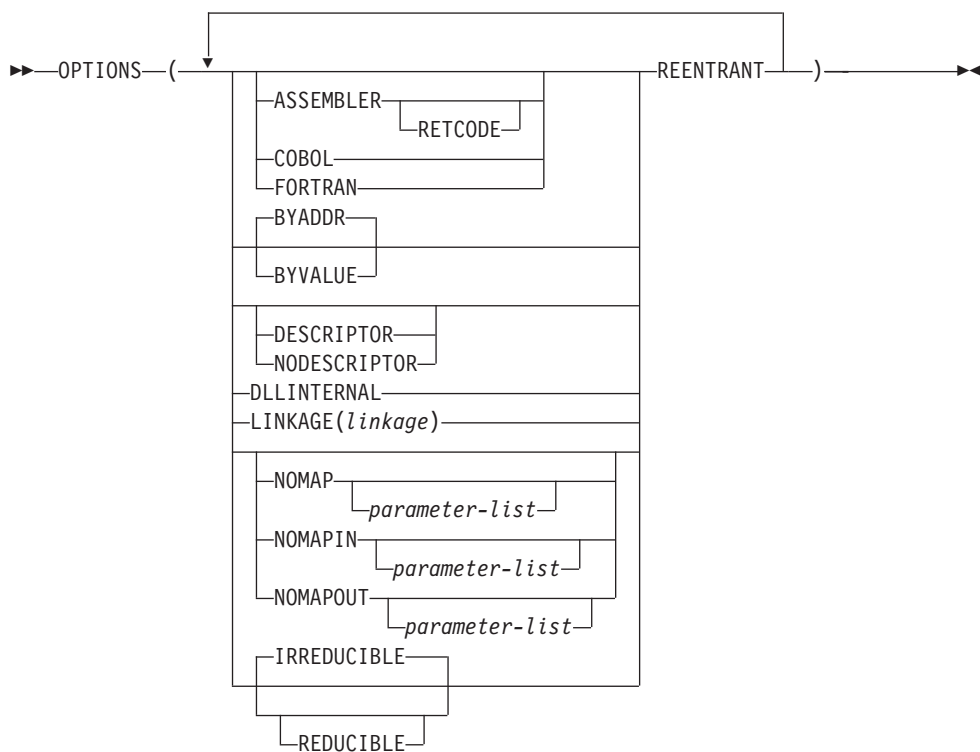 OPTIONS ( REENTRANT )
ASSEMBLER
RETCODE
COBOL
FORTRAN
BYADDR
BYVALUE
DESCRIPTOR
NODESCRIPTOR
DLLINTERNAL
LINKAGE(linkage)
NOMAP
parameter-list
NOMAPIN
parameter-list
NOMAPOUT
parameter-list
IRREDUCIBLE
REDUCIBLE